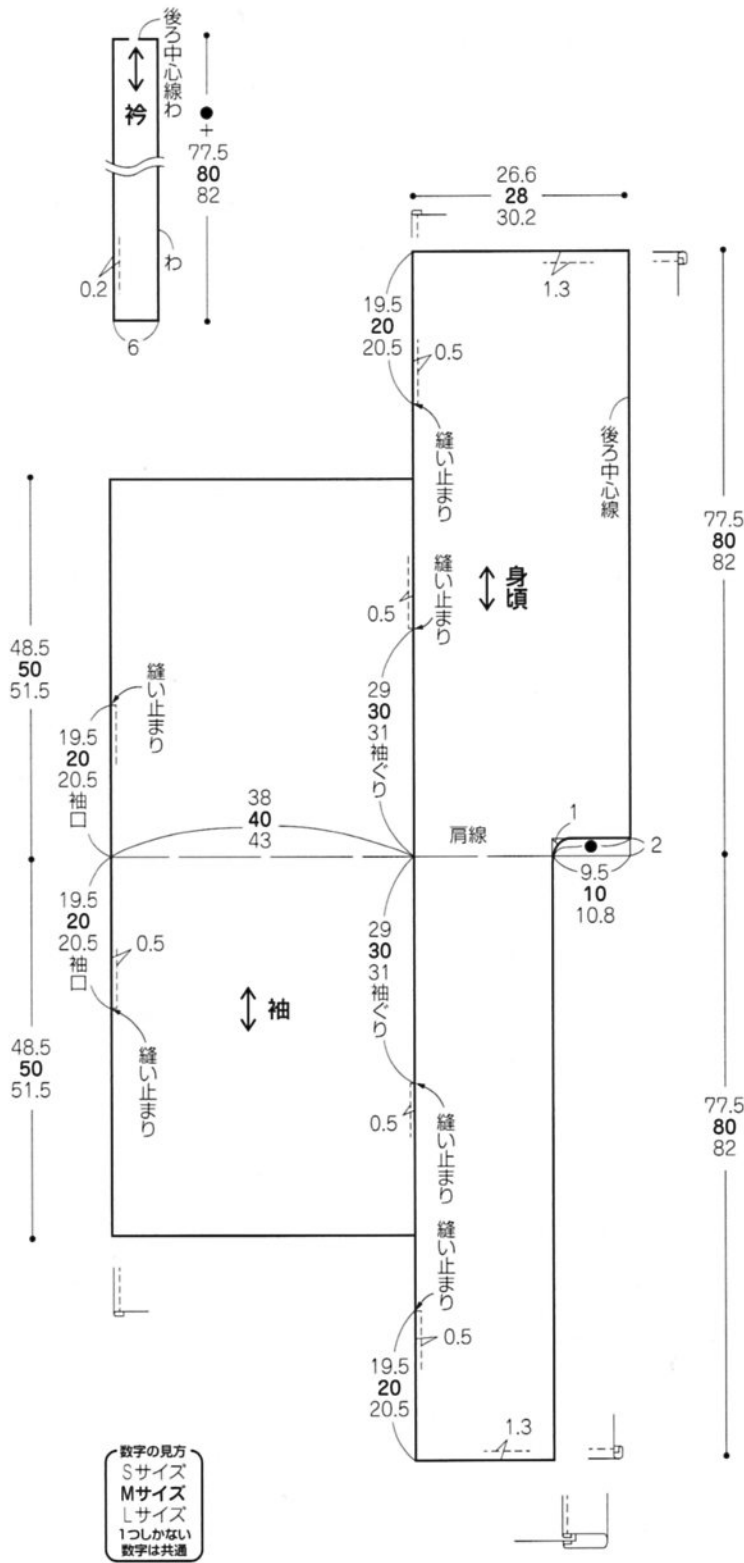 後ろ中心線わ
衿
●
+
77.5
80
82
わ
0.2
6
26.6
28
30.2
1.3
19.5
20
20.5
0.5
縫い止まり
後ろ中心線
77.5
80
82
縫い止まり
0.5
身頃
48.5
50
51.5
縫い止まり
19.5
20
20.5
袖口
29
30
31
袖ぐり
38
40
43
肩線
1
●
2
9.5
10
10.8
19.5
20
20.5
袖口
0.5
縫い止まり
袖
29
30
31
袖ぐり
48.5
50
51.5
0.5
縫い止まり
77.5
80
82
縫い止まり
0.5
19.5
20
20.5
1.3
数字の見方
Sサイズ
Mサイズ
Lサイズ
1つしかない
数字は共通